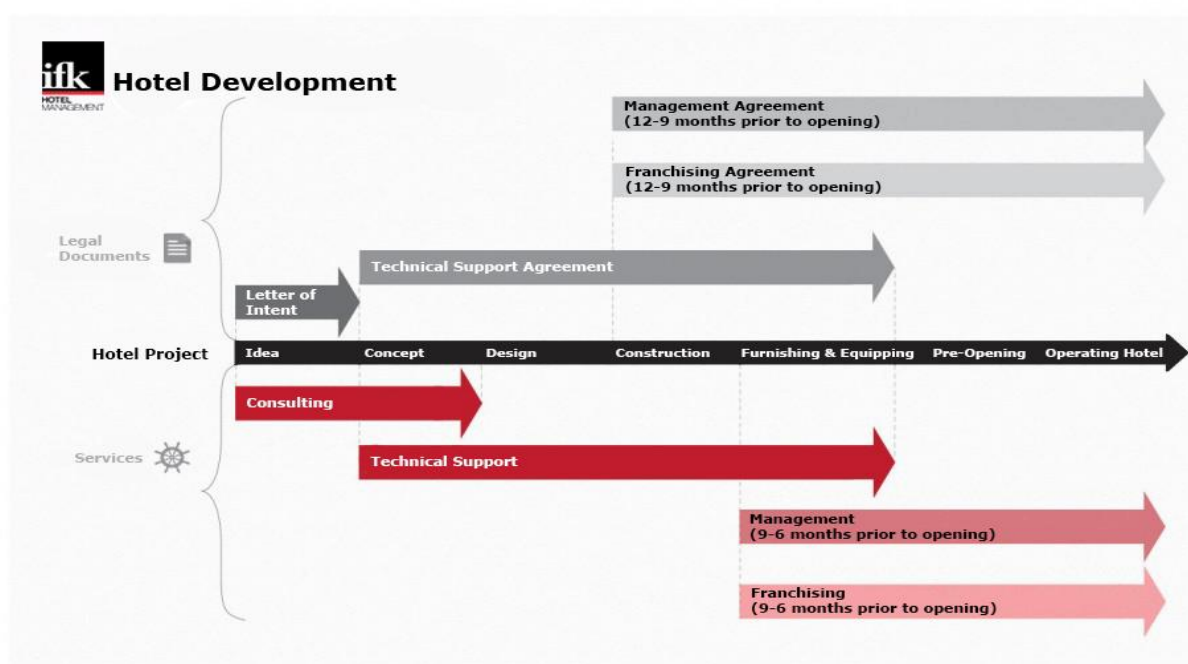 ifk
HOTEL
MANAGEMENT
Hotel Development
Management Agreement
(12-9 months prior to opening)
Franchising Agreement
(12-9 months prior to opening)
Legal
Documents
Technical Support Agreement
Letter of
Intent
Hotel Project
Idea
Concept
Design
Construction
Furnishing & Equipping
Pre-Opening
Operating Hotel
Consulting
Services
Technical Support
Management
(9-6 months prior to opening)
Franchising
(9-6 months prior to opening)